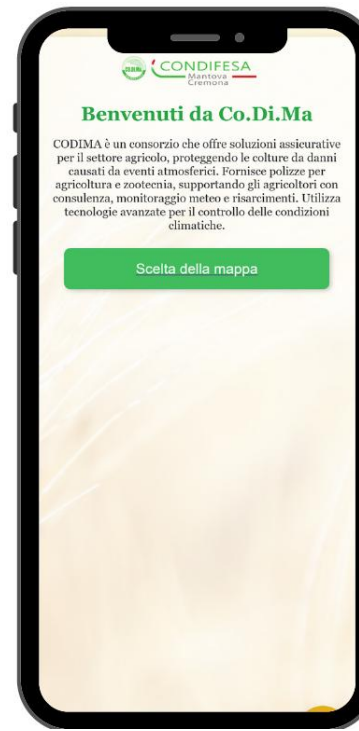 CONDIFESA
Mantova
Cremona
Benvenuti da Co.Di.Ma
CODIMA è un consorzio che offre soluzioni assicurative
per il settore agricolo, proteggendo le colture da danni
causati da eventi atmosferici. Fornisce polizze per
agricoltura e zootecnia, supportando gli agricoltori con
consulenza, monitoraggio meteo e risarcimenti. Utilizza
tecnologie avanzate per il controllo delle condizioni
climatiche.
Scelta della mappa